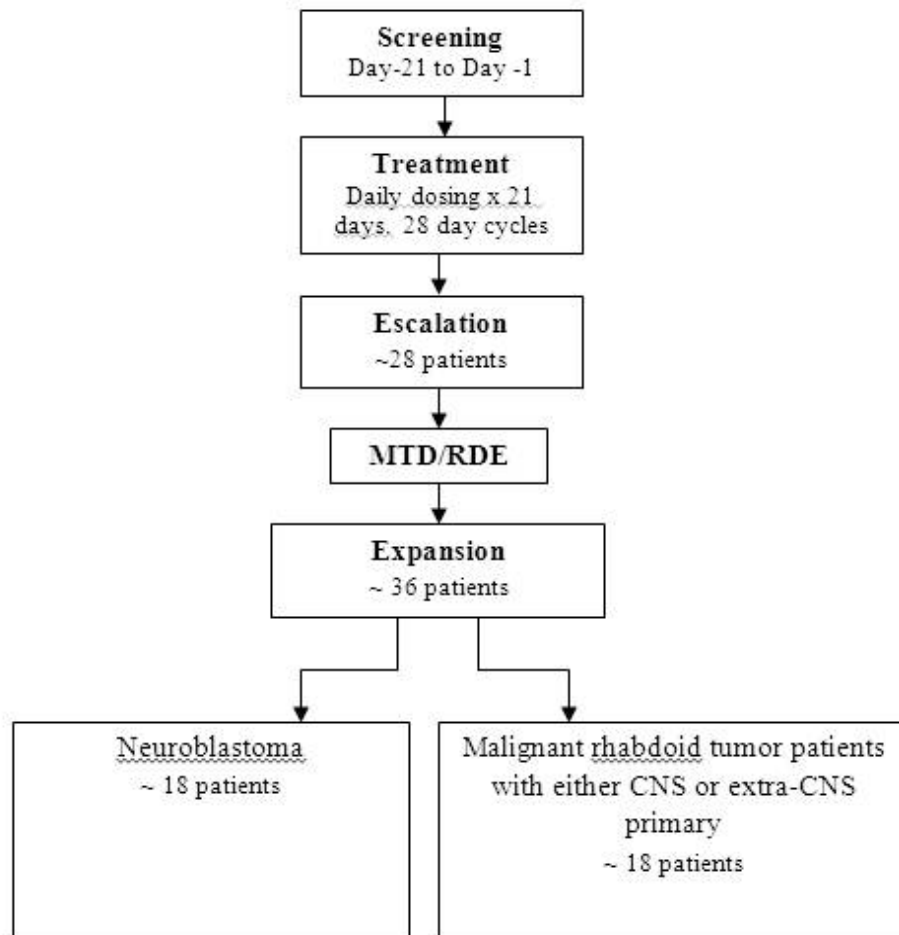 Screening
Day-21 to Day -1
Treatment
Daily dosing x 21
days, 28 day cycles
Escalation
~28 patients
MTD/RDE
Expansion
~ 36 patients
Neuroblastoma
~ 18 patients
Malignant rhabdoid tumor patients
with either CNS or extra-CNS
primary
~ 18 patients